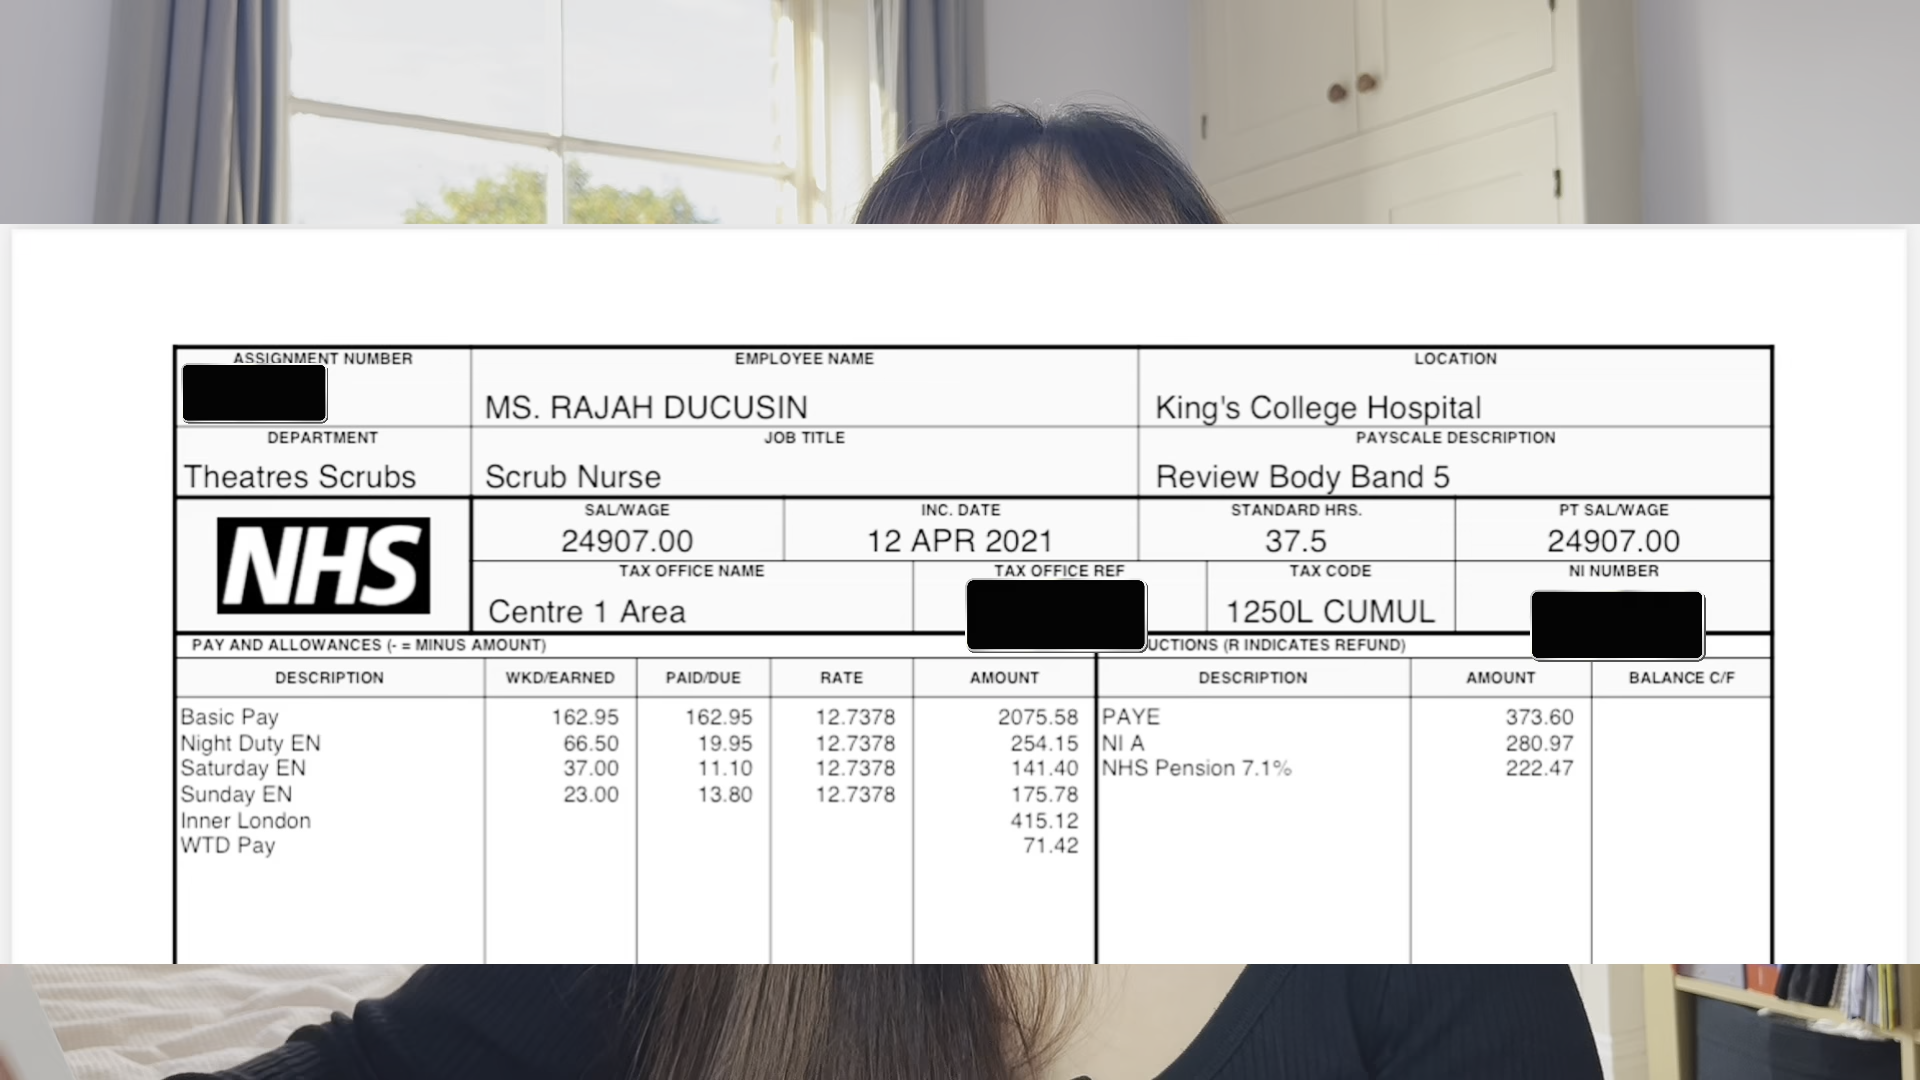 ASSIGNMENT NUMBER
EMPLOYEE NAME
LOCATION
MS. RAJAH DUCUSIN
King's College Hospital
DEPARTMENT
JOB TITLE
PAYSCALE DESCRIPTION
Theatres Scrubs
Scrub Nurse
Review Body Band 5
NHS
SAL/WAGE
INC. DATE
STANDARD HRS.
PT SAL/WAGE
24907.00
12 APR 2021
37.5
24907.00
TAX OFFICE NAME
TAX OFFICE REF
TAX CODE
NI NUMBER
Centre 1 Area
1250L CUMUL
PAY AND ALLOWANCES (- = MINUS AMOUNT)
UCTIONS (R INDICATES REFUND)
DESCRIPTION WKD/EARNED PAID/DUE RATE AMOUNT
DESCRIPTION AMOUNT BALANCE C/F
Basic Pay 162.95 162.95 12.7378 2075.58
Night Duty EN 66.50 19.95 12.7378 254.15
Saturday EN 37.00 11.10 12.7378 141.40
Sunday EN 23.00 13.80 12.7378 175.78
Inner London 415.12
WTD Pay 71.42
PAYE 373.60
NI A 280.97
NHS Pension 7.1% 222.47